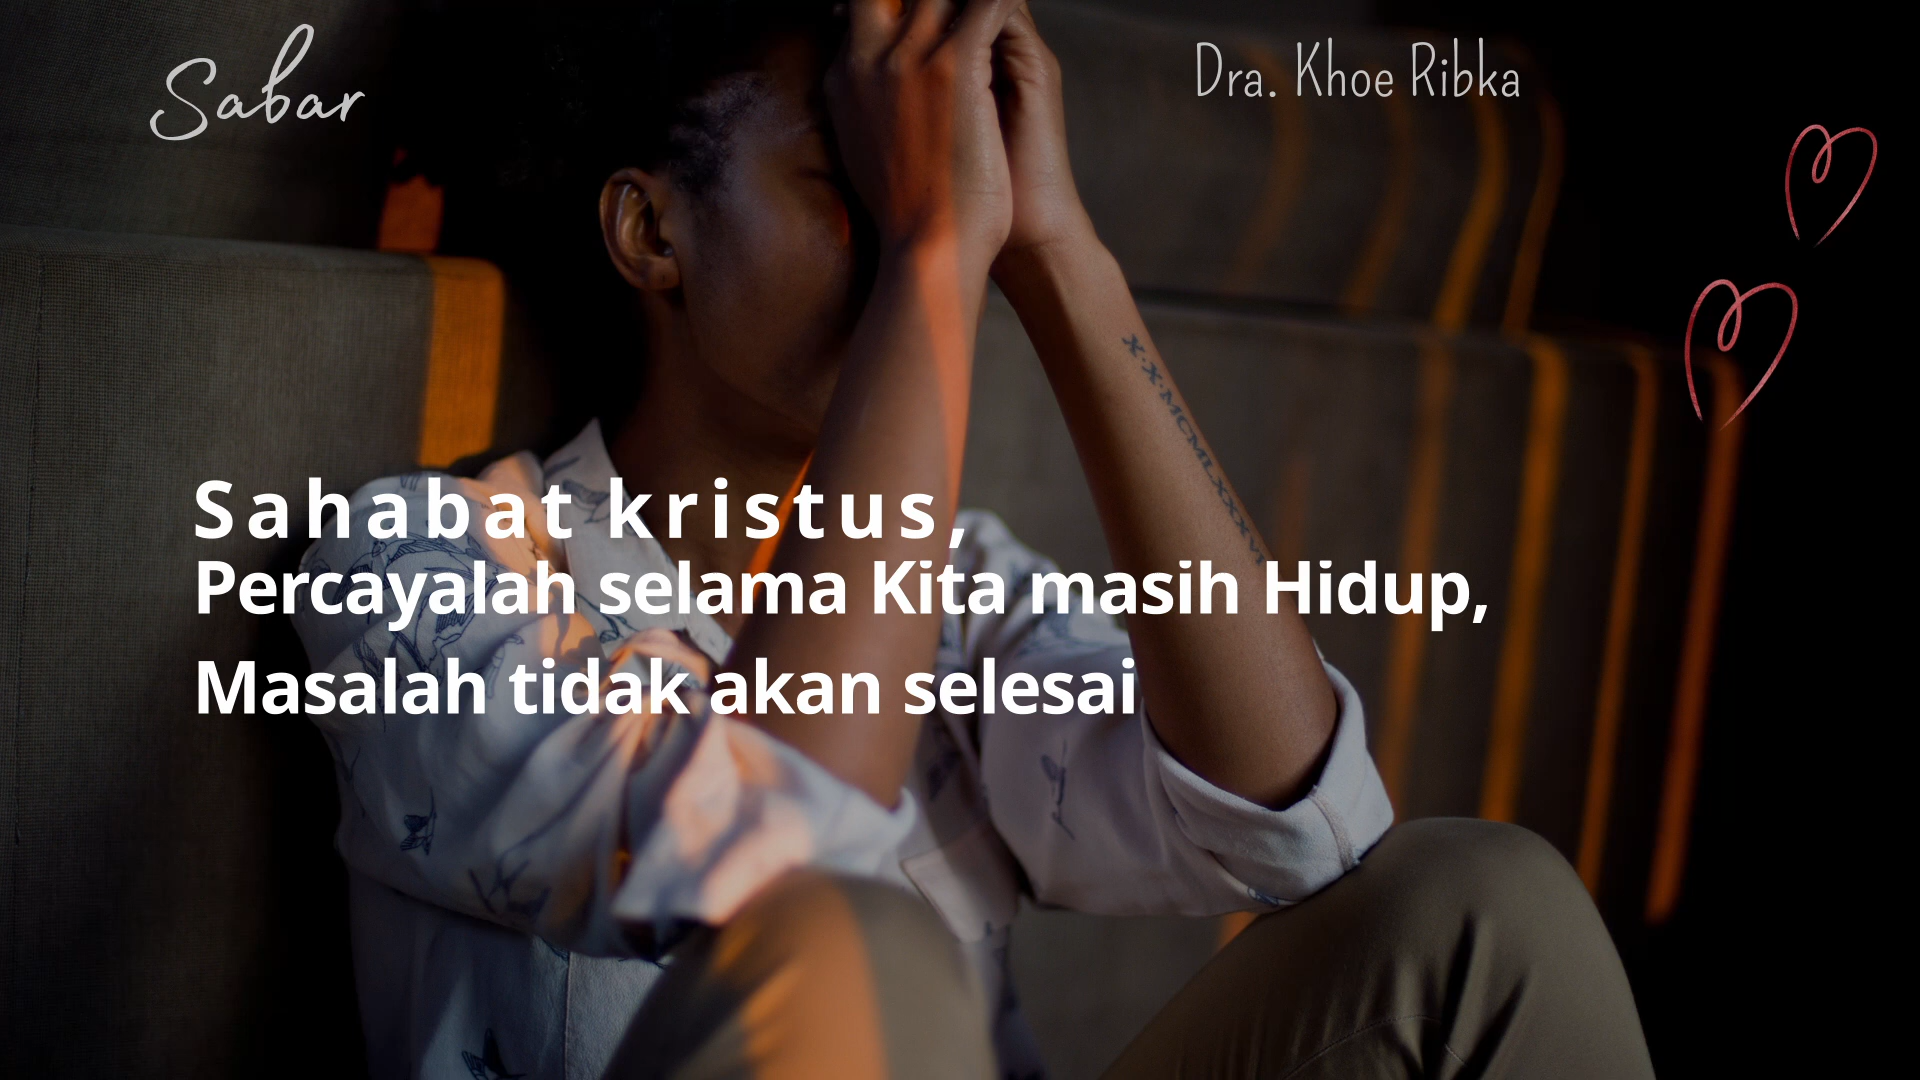 Sabar
Dra. Khoe Ribka
Sahabat kristus,
Percayalah selama Kita masih Hidup,
Masalah tidak akan selesai